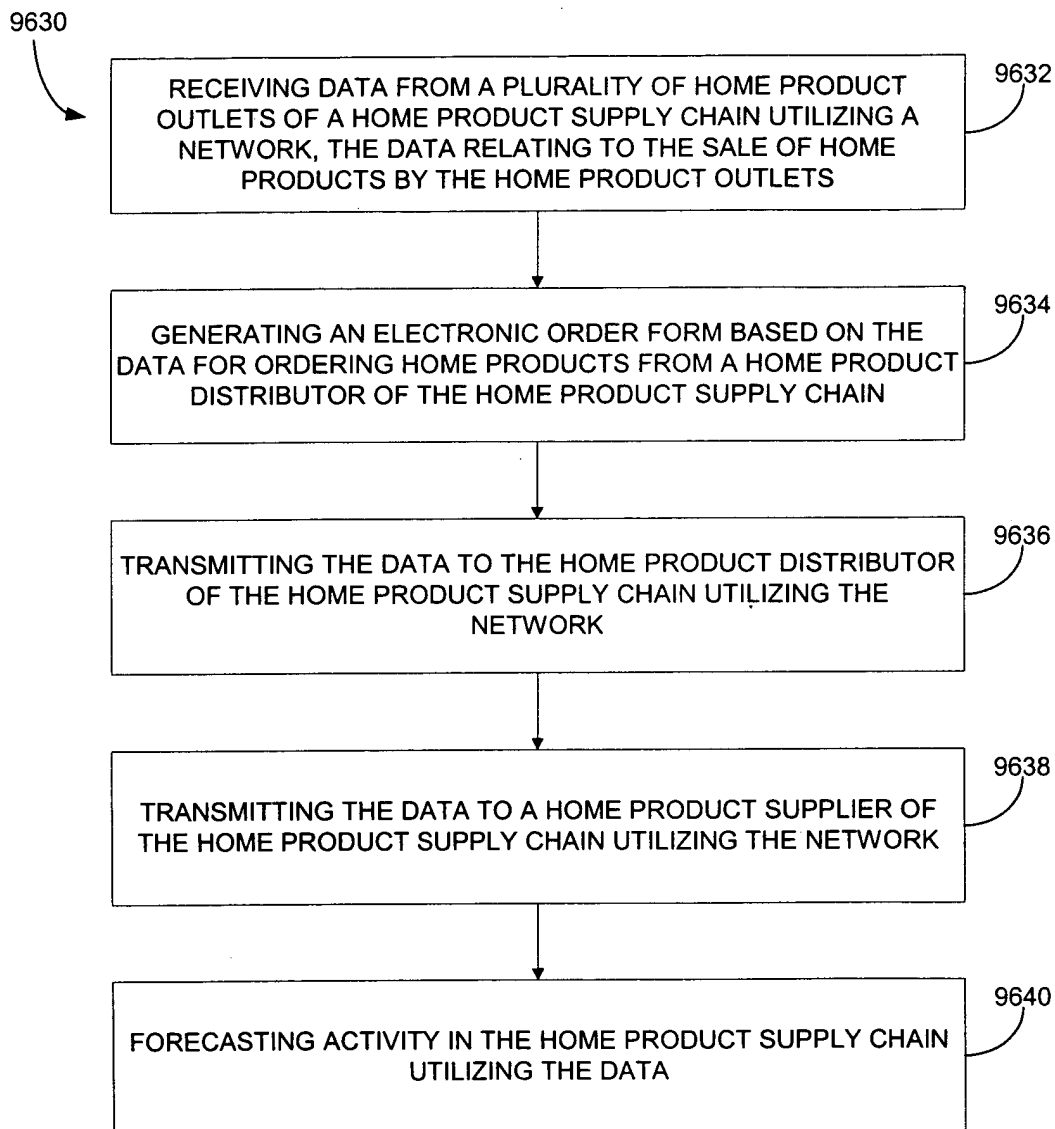 9630
RECEIVING DATA FROM A PLURALITY OF HOME PRODUCT
OUTLETS OF A HOME PRODUCT SUPPLY CHAIN UTILIZING A
NETWORK, THE DATA RELATING TO THE SALE OF HOME
PRODUCTS BY THE HOME PRODUCT OUTLETS
9632
GENERATING AN ELECTRONIC ORDER FORM BASED ON THE
DATA FOR ORDERING HOME PRODUCTS FROM A HOME PRODUCT
DISTRIBUTOR OF THE HOME PRODUCT SUPPLY CHAIN
9634
TRANSMITTING THE DATA TO THE HOME PRODUCT DISTRIBUTOR
OF THE HOME PRODUCT SUPPLY CHAIN UTILIZING THE
NETWORK
9636
TRANSMITTING THE DATA TO A HOME PRODUCT SUPPLIER OF
THE HOME PRODUCT SUPPLY CHAIN UTILIZING THE NETWORK
9638
FORECASTING ACTIVITY IN THE HOME PRODUCT SUPPLY CHAIN
UTILIZING THE DATA
9640